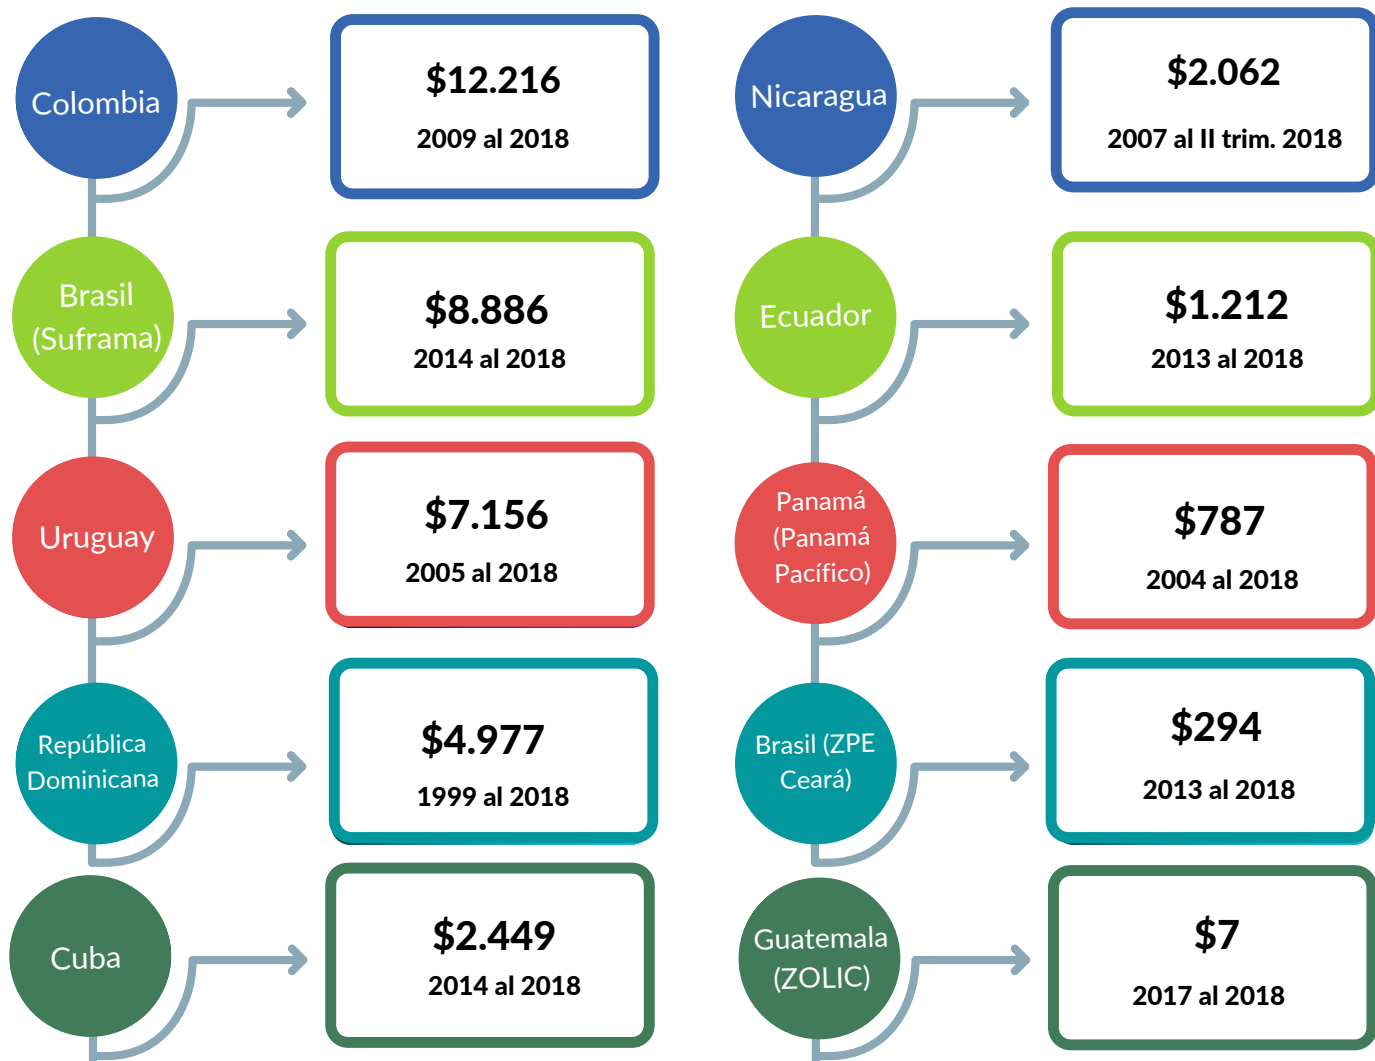 Colombia
$12.216
2009 al 2018
Brasil
(Suframa)
$8.886
2014 al 2018
Uruguay
$7.156
2005 al 2018
República
Dominicana
$4.977
1999 al 2018
Cuba
$2.449
2014 al 2018
Nicaragua
$2.062
2007 al II trim. 2018
Ecuador
$1.212
2013 al 2018
Panamá
(Panamá
Pacífico)
$787
2004 al 2018
Brasil (ZPE
Ceará)
$294
2013 al 2018
Guatemala
(ZOLIC)
$7
2017 al 2018